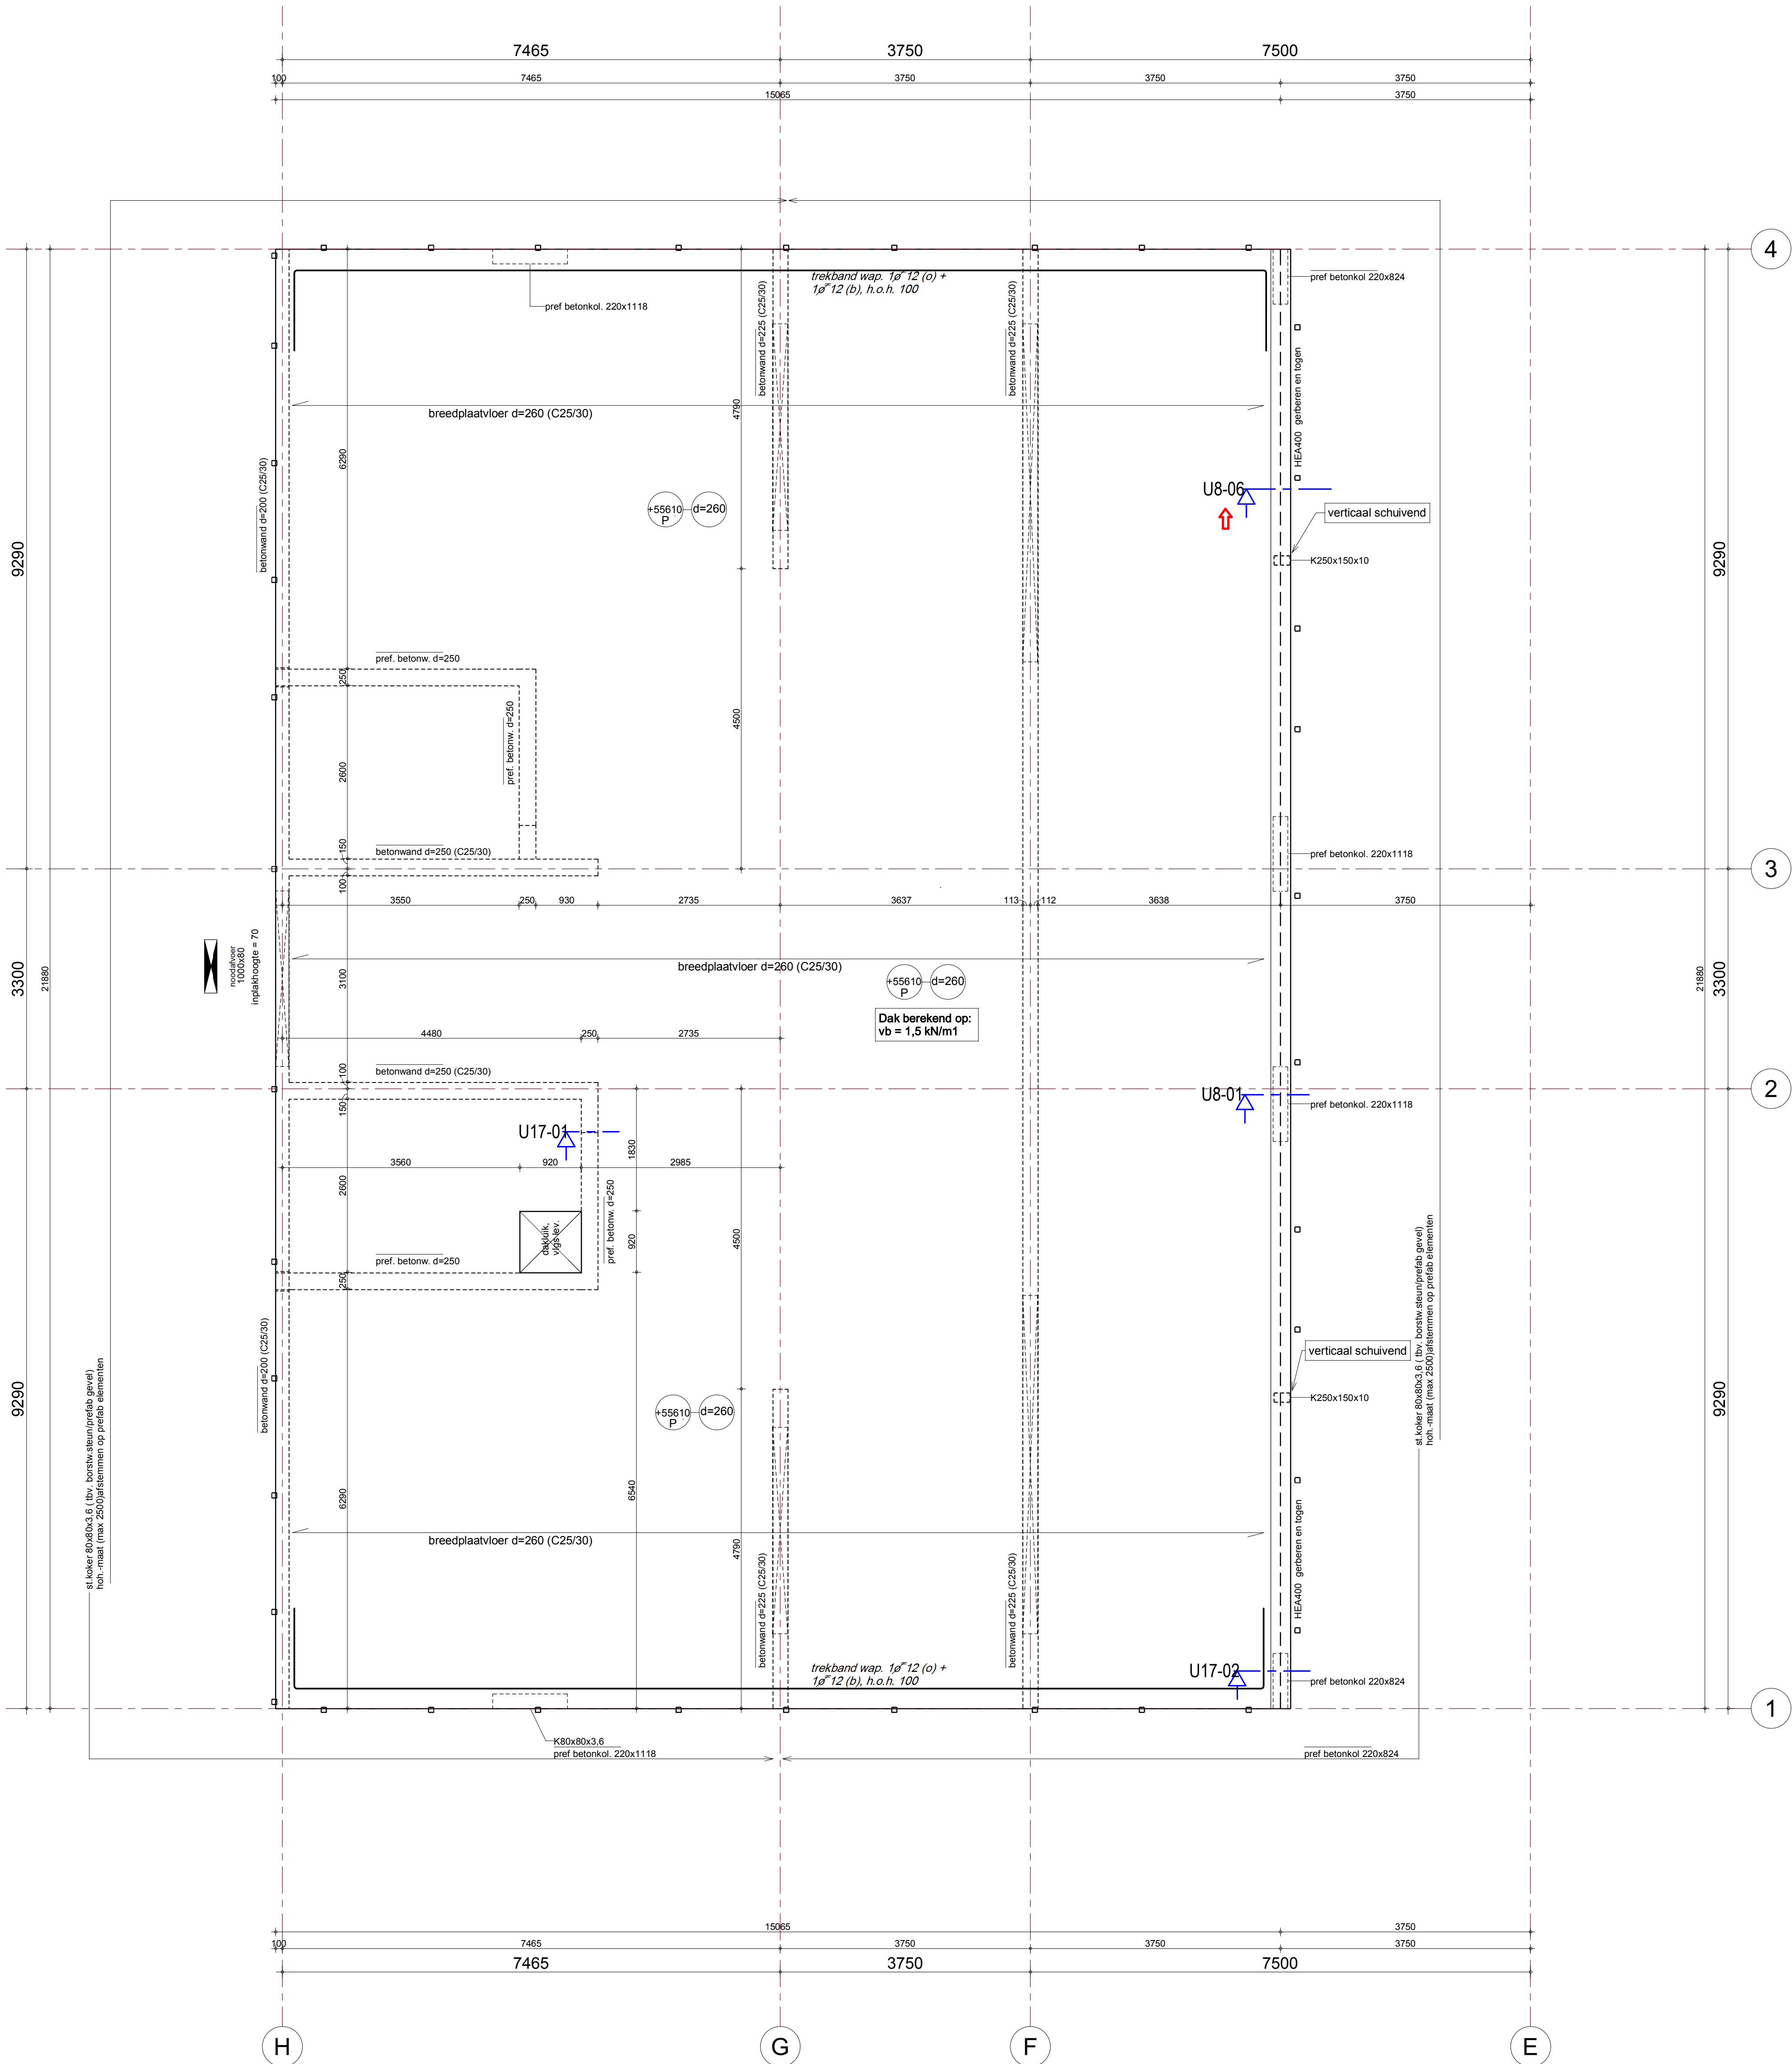 7465
3750
7500
100
7465
3750
3750
3750
15065
3750
4
pref betonkol. 220x1118
trekband wap. 1ø 12 (o) +
1ø 12 (b), h.o.h. 100
pref betonkol 220x824
betonwand d=225 (C25/30)
betonwand d=225 (C25/30)
HEA400 gerberen en togen
breedplaatvloer d=260 (C25/30)
4790
6290
betonwand d=200 (C25/30)
+55610
P
d=260
U8-06
verticaal schuivend
K250x150x10
9290
9290
pref. betonw. d=250
250
pref. betonw. d=250
4500
2600
150
betonwand d=250 (C25/30)
pref betonkol. 220x1118
3
100
3550
250
930
2735
3637
113
112
3638
3750
noodafvoer
1000x80
inplakhoogte = 70
breedplaatvloer d=260 (C25/30)
3100
+55610
P
d=260
3300
21880
21880
3300
Dak berekend op:
vb = 1,5 kN/m1
4480
250
2735
100
betonwand d=250 (C25/30)
2
150
U8-01
pref betonkol. 220x1118
U17-01
1830
3560
920
2985
2600
pref. betonw. d=250
dakluik,
vlgs lev.
920
4500
pref. betonw. d=250
250
betonwand d=200 (C25/30)
verticaal schuivend
K250x150x10
9290
9290
+55610
P
d=260
st.koker 80x80x3,6 ( tbv. borstw.steun/prefab gevel)
hoh.-maat (max 2500)afstemmen op prefab elementen
st.koker 80x80x3,6 ( tbv. borstw.steun/prefab gevel)
hoh.-maat (max 2500)afstemmen op prefab elementen
6290
6540
breedplaatvloer d=260 (C25/30)
4790
betonwand d=225 (C25/30)
betonwand d=225 (C25/30)
HEA400 gerberen en togen
trekband wap. 1ø 12 (o) +
1ø 12 (b), h.o.h. 100
U17-02
pref betonkol 220x824
1
K80x80x3,6
pref betonkol. 220x1118
pref betonkol 220x824
15065
3750
100
7465
3750
3750
3750
7465
3750
7500
H
G
F
E